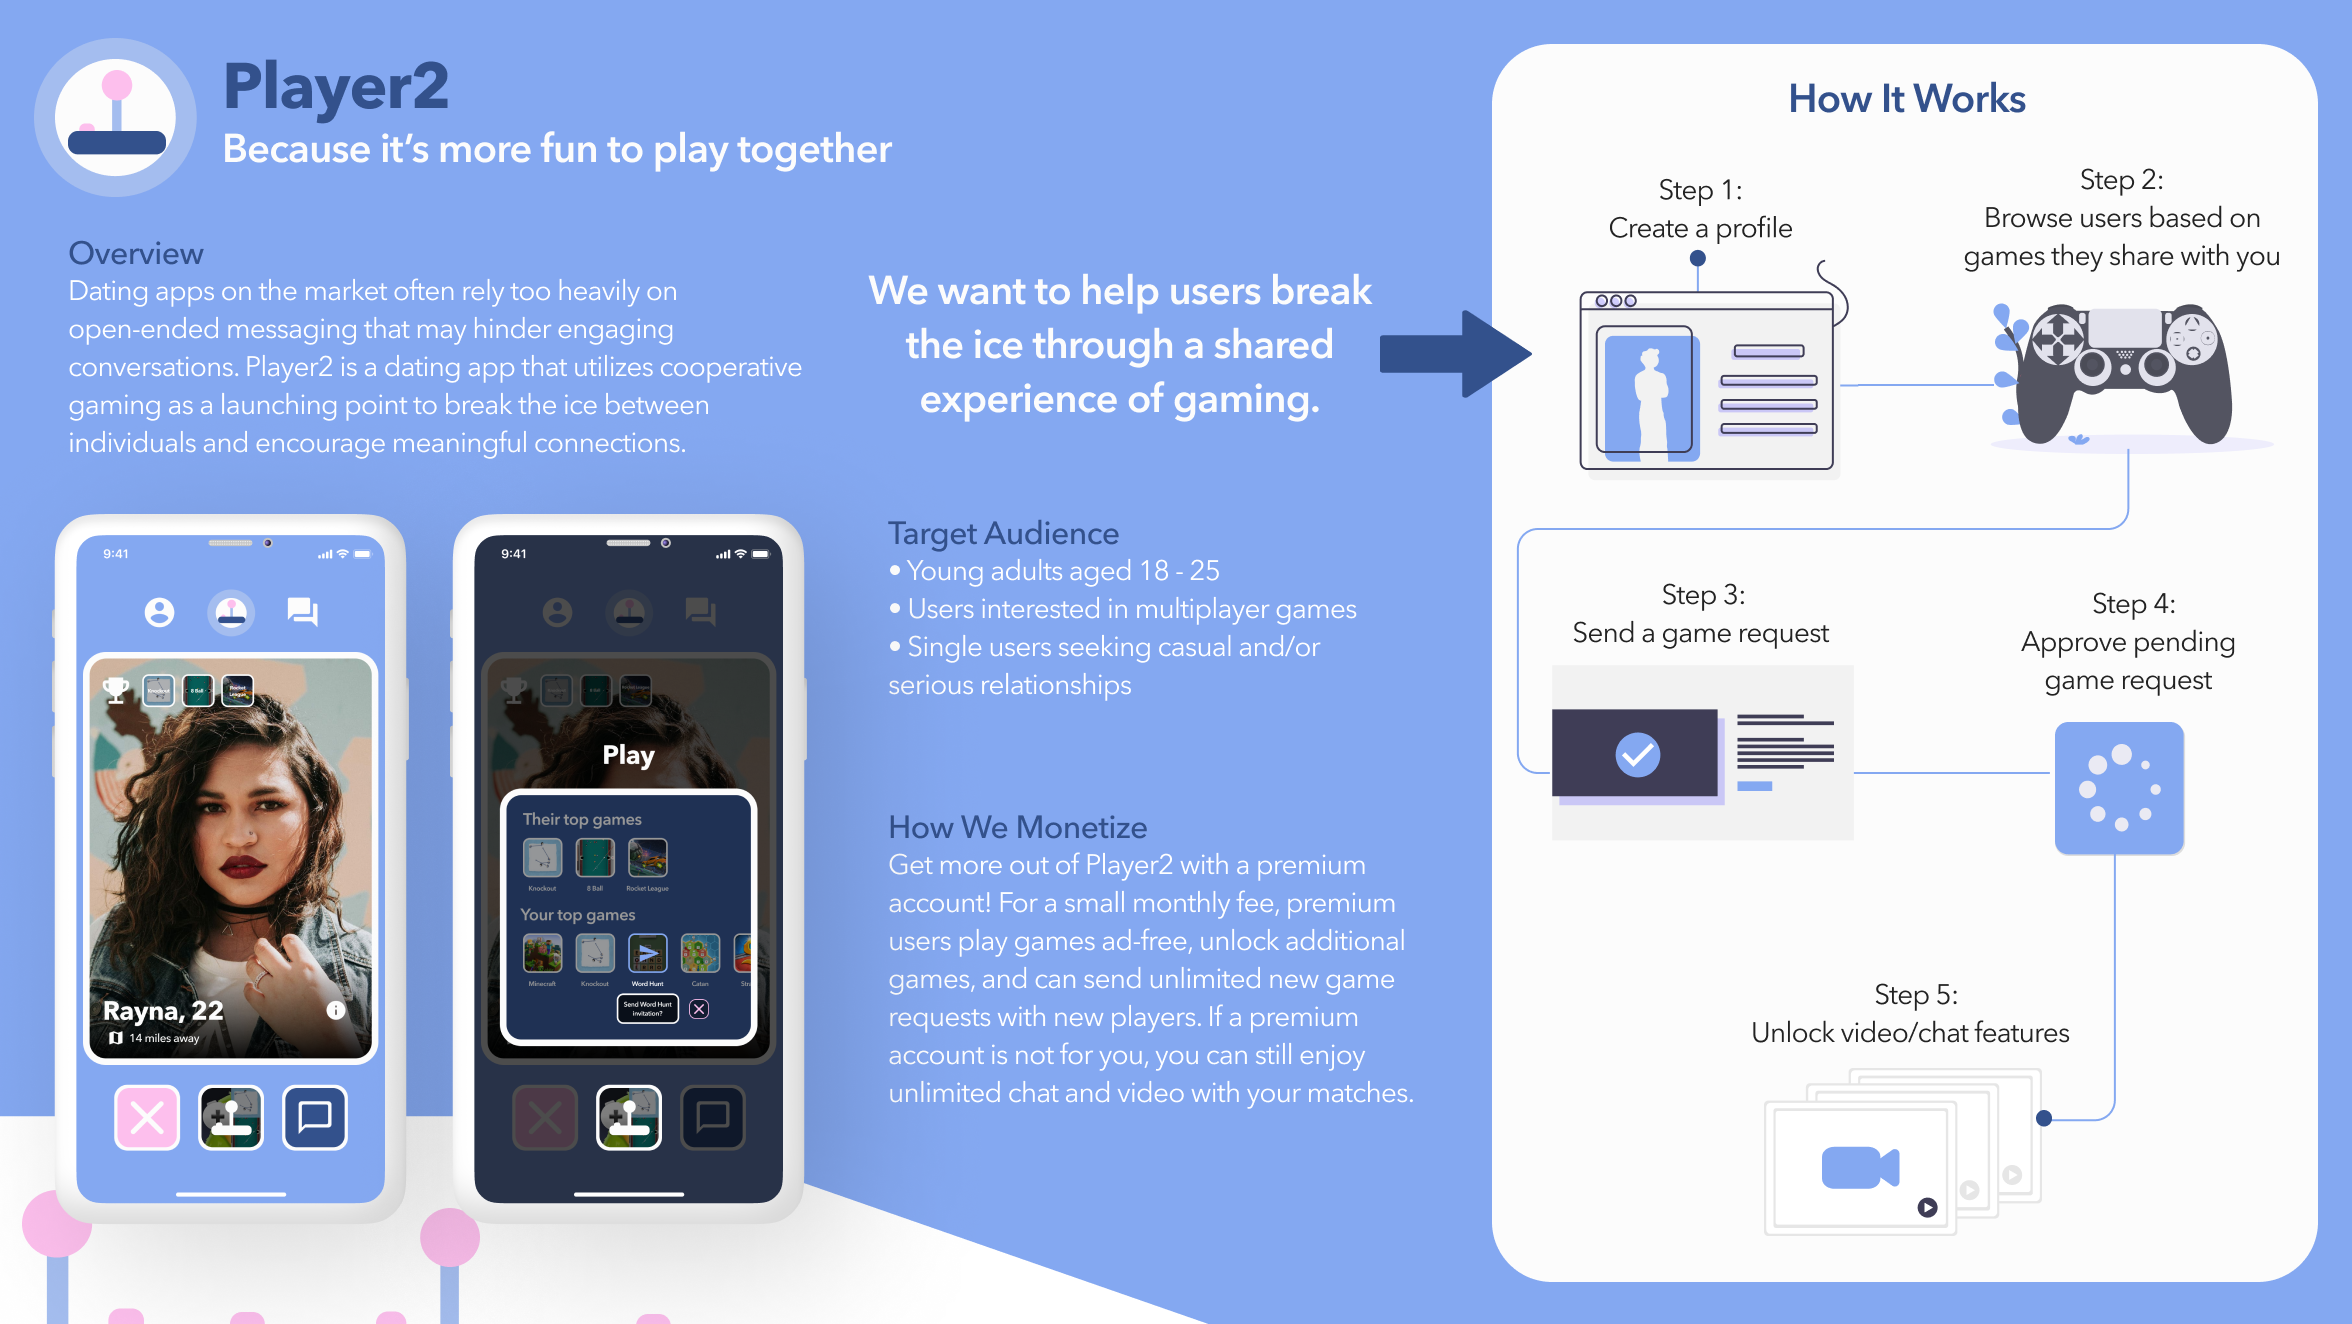 Player2
Because it's more fun to play together
Overview
Dating apps on the market often rely too heavily on
open-ended messaging that may hinder engaging
conversations. Player2 is a dating app that utilizes cooperative
gaming as a launching point to break the ice between
individuals and encourage meaningful connections.
We want to help users break
the ice through a shared
experience of gaming.
9:41
Knockout
8 Ball
Rocket League
Rayna, 22
14 miles away
9:41
Play
Their top games
Knockout
8 Ball
Rocket League
Your top games
Minecraft
Knockout
Word Hunt
Catan
Send Word Hunt
invitation?
Target Audience
• Young adults aged 18 - 25
• Users interested in multiplayer games
• Single users seeking casual and/or
serious relationships
How We Monetize
Get more out of Player2 with a premium
account! For a small monthly fee, premium
users play games ad-free, unlock additional
games, and can send unlimited new game
requests with new players. If a premium
account is not for you, you can still enjoy
unlimited chat and video with your matches.
How It Works
Step 1:
Create a profile
Step 2:
Browse users based on
games they share with you
Step 3:
Send a game request
Step 4:
Approve pending
game request
Step 5:
Unlock video/chat features